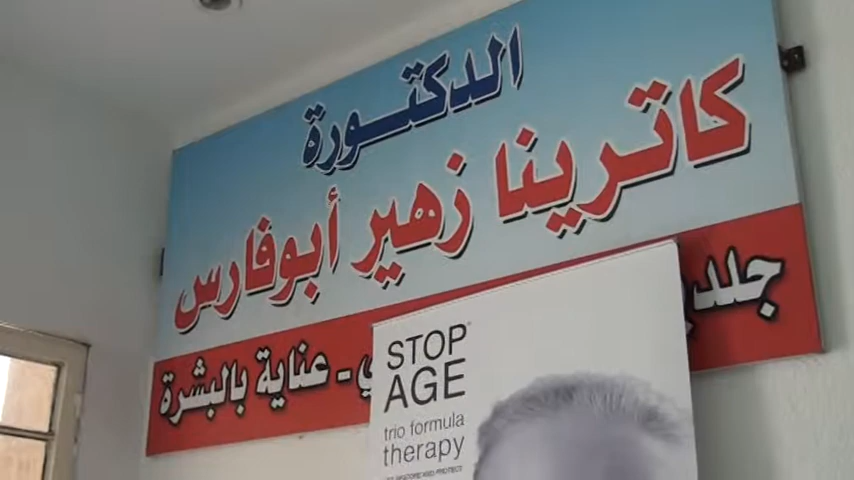 الدكتورة
كاترينا زهير أبوفارس
جلدية
ي - عناية بالبشرة
STOP
AGE®
trio formula
therapy